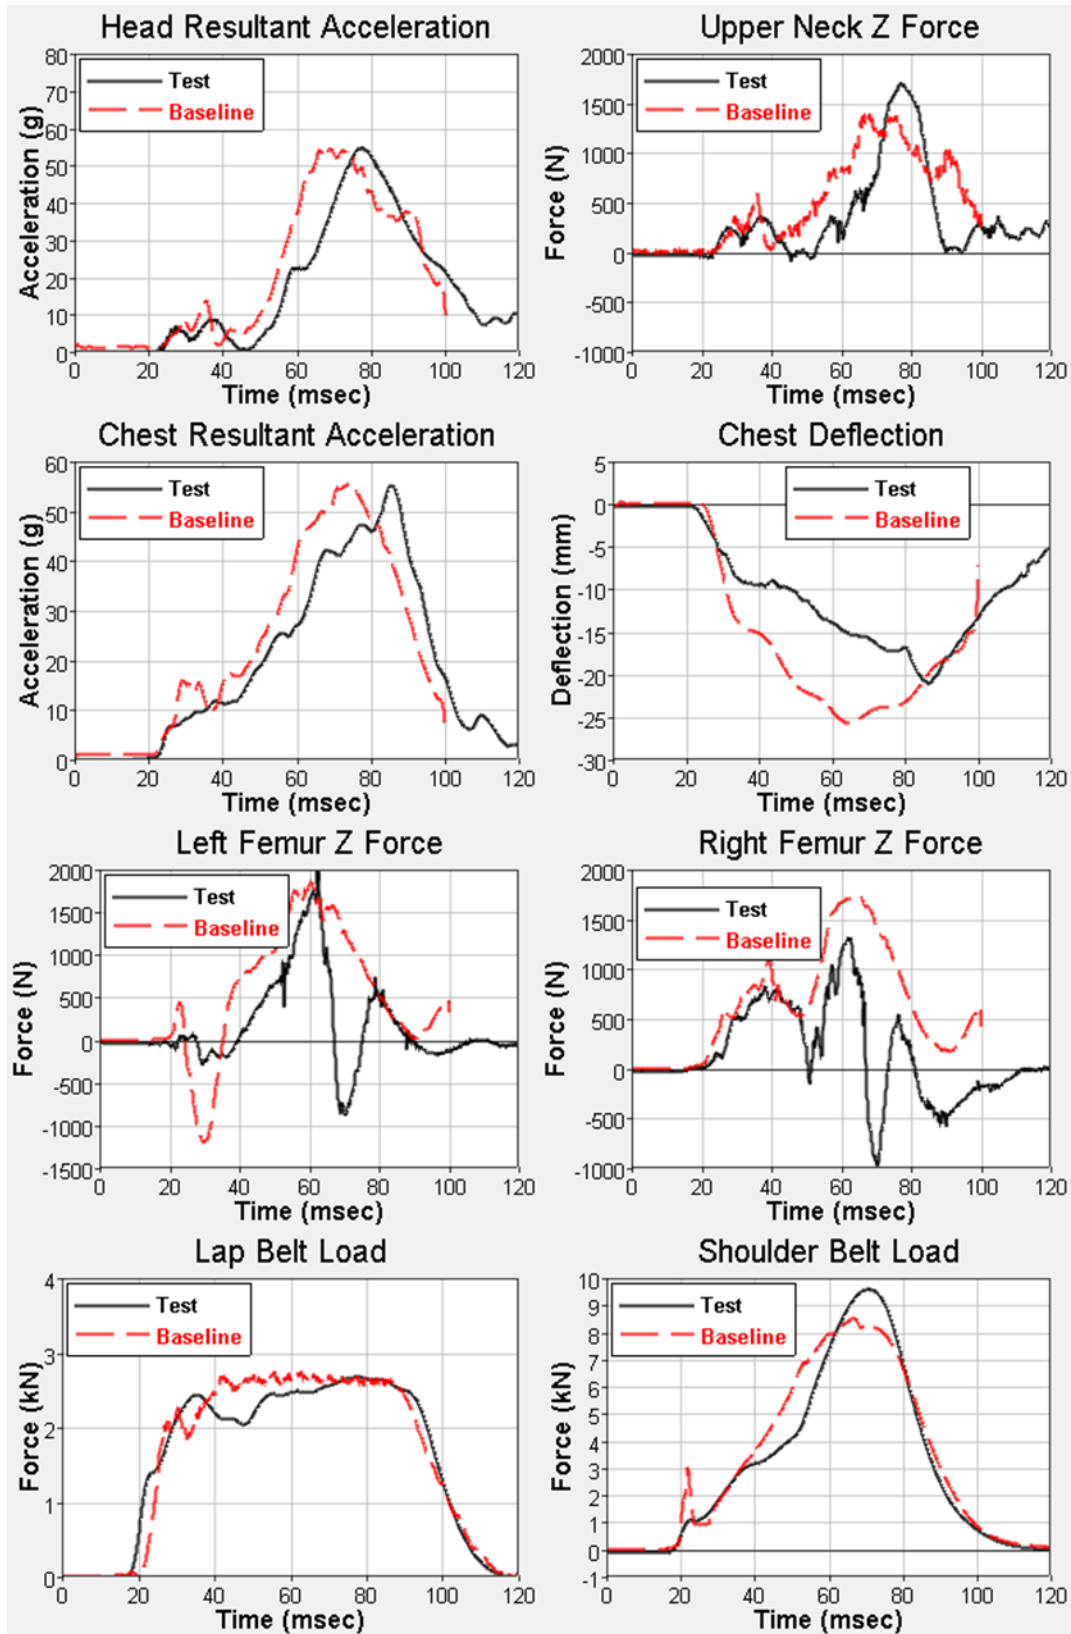 Head Resultant Acceleration
Acceleration (g)
80
70
60
50
40
30
20
10
0
Test
Baseline
0 20 40 60 80 100 120
Time (msec)
Upper Neck Z Force
Force (N)
2000
1500
1000
500
0
-500
-1000
Test
Baseline
0 20 40 60 80 100 120
Time (msec)
Chest Resultant Acceleration
Acceleration (g)
60
50
40
30
20
10
0
Test
Baseline
0 20 40 60 80 100 120
Time (msec)
Chest Deflection
Deflection (mm)
5
0
-5
-10
-15
-20
-25
-30
Test
Baseline
0 20 40 60 80 100 120
Time (msec)
Left Femur Z Force
Force (N)
2000
1500
1000
500
0
-500
-1000
-1500
Test
Baseline
0 20 40 60 80 100 120
Time (msec)
Right Femur Z Force
Force (N)
2000
1500
1000
500
0
-500
-1000
Test
Baseline
0 20 40 60 80 100 120
Time (msec)
Lap Belt Load
Force (kN)
4
3
2
1
0
Test
Baseline
0 20 40 60 80 100 120
Time (msec)
Shoulder Belt Load
Force (kN)
10
9
8
7
6
5
4
3
2
1
0
-1
Test
Baseline
0 20 40 60 80 100 120
Time (msec)